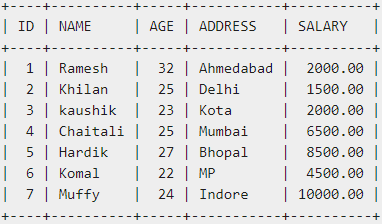 +----+----------+-----+-----------+----------+
| ID | NAME     | AGE | ADDRESS   | SALARY   |
+----+----------+-----+-----------+----------+
|  1 | Ramesh   |  32 | Ahmedabad |  2000.00 |
|  2 | Khilan   |  25 | Delhi     |  1500.00 |
|  3 | kaushik  |  23 | Kota      |  2000.00 |
|  4 | Chaitali |  25 | Mumbai    |  6500.00 |
|  5 | Hardik   |  27 | Bhopal    |  8500.00 |
|  6 | Komal    |  22 | MP        |  4500.00 |
|  7 | Muffy    |  24 | Indore    | 10000.00 |
+----+----------+-----+-----------+----------+